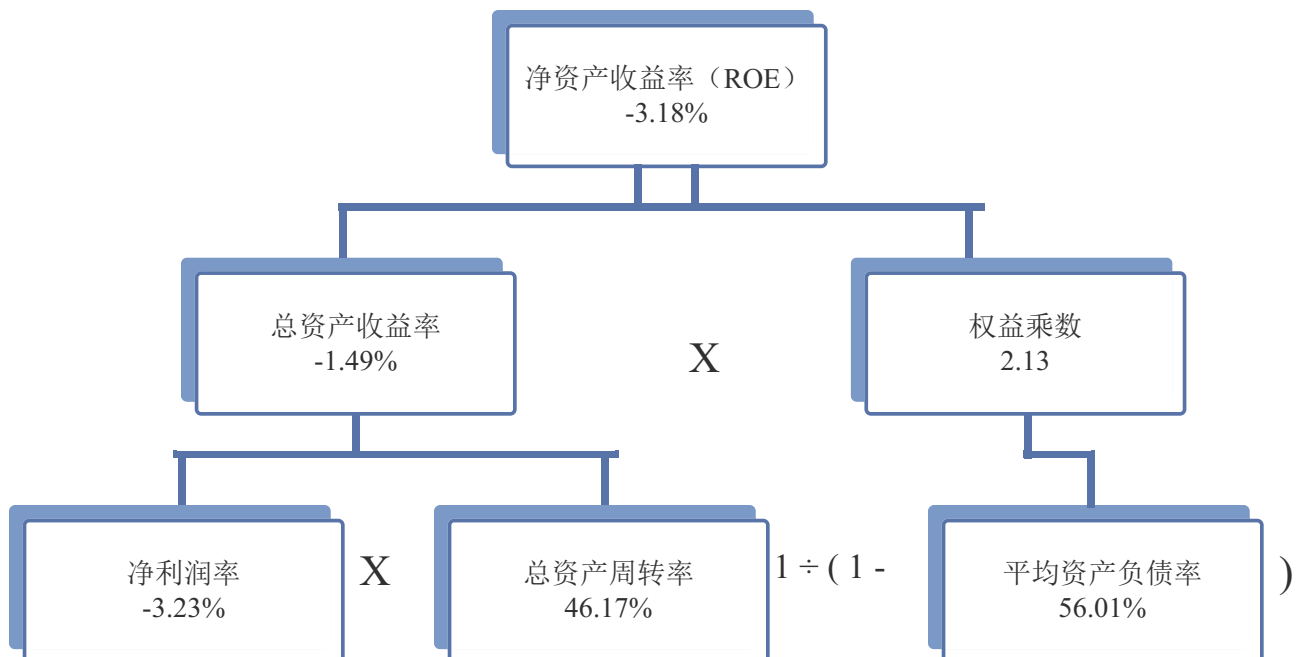 净资产收益率（ROE）
-3.18%
总资产收益率
-1.49%
X
权益乘数
2.13
净利润率
-3.23%
X
总资产周转率
46.17%
1 ÷ ( 1 -
平均资产负债率
56.01%
)